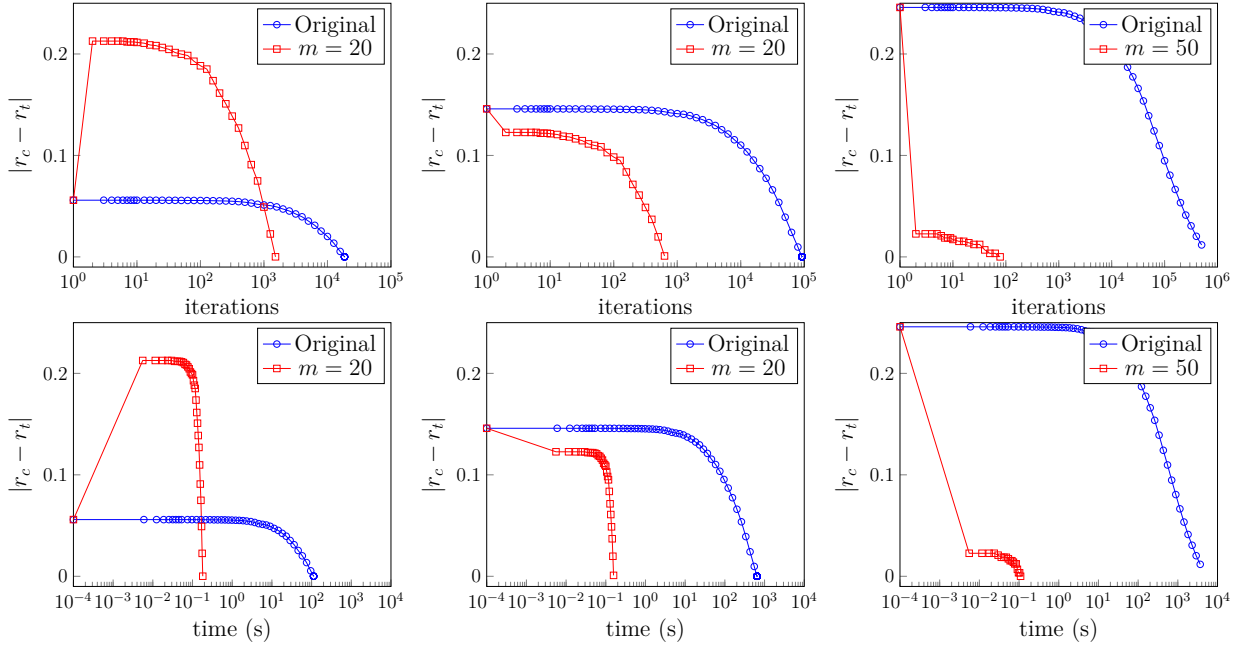 |r_c − r_t|
0.2
0.1
0
10^0 10^1 10^2 10^3 10^4 10^5
iterations
Original
m = 20
|r_c − r_t|
0.2
0.1
0
10^0 10^1 10^2 10^3 10^4 10^5
iterations
Original
m = 20
|r_c − r_t|
0.2
0.1
0
10^0 10^1 10^2 10^3 10^4 10^5 10^6
iterations
Original
m = 50
|r_c − r_t|
0.2
0.1
0
10^−4 10^−3 10^−2 10^−1 10^0 10^1 10^2 10^3 10^4
time (s)
Original
m = 20
|r_c − r_t|
0.2
0.1
0
10^−4 10^−3 10^−2 10^−1 10^0 10^1 10^2 10^3 10^4
time (s)
Original
m = 20
|r_c − r_t|
0.2
0.1
0
10^−4 10^−3 10^−2 10^−1 10^0 10^1 10^2 10^3 10^4
time (s)
Original
m = 50